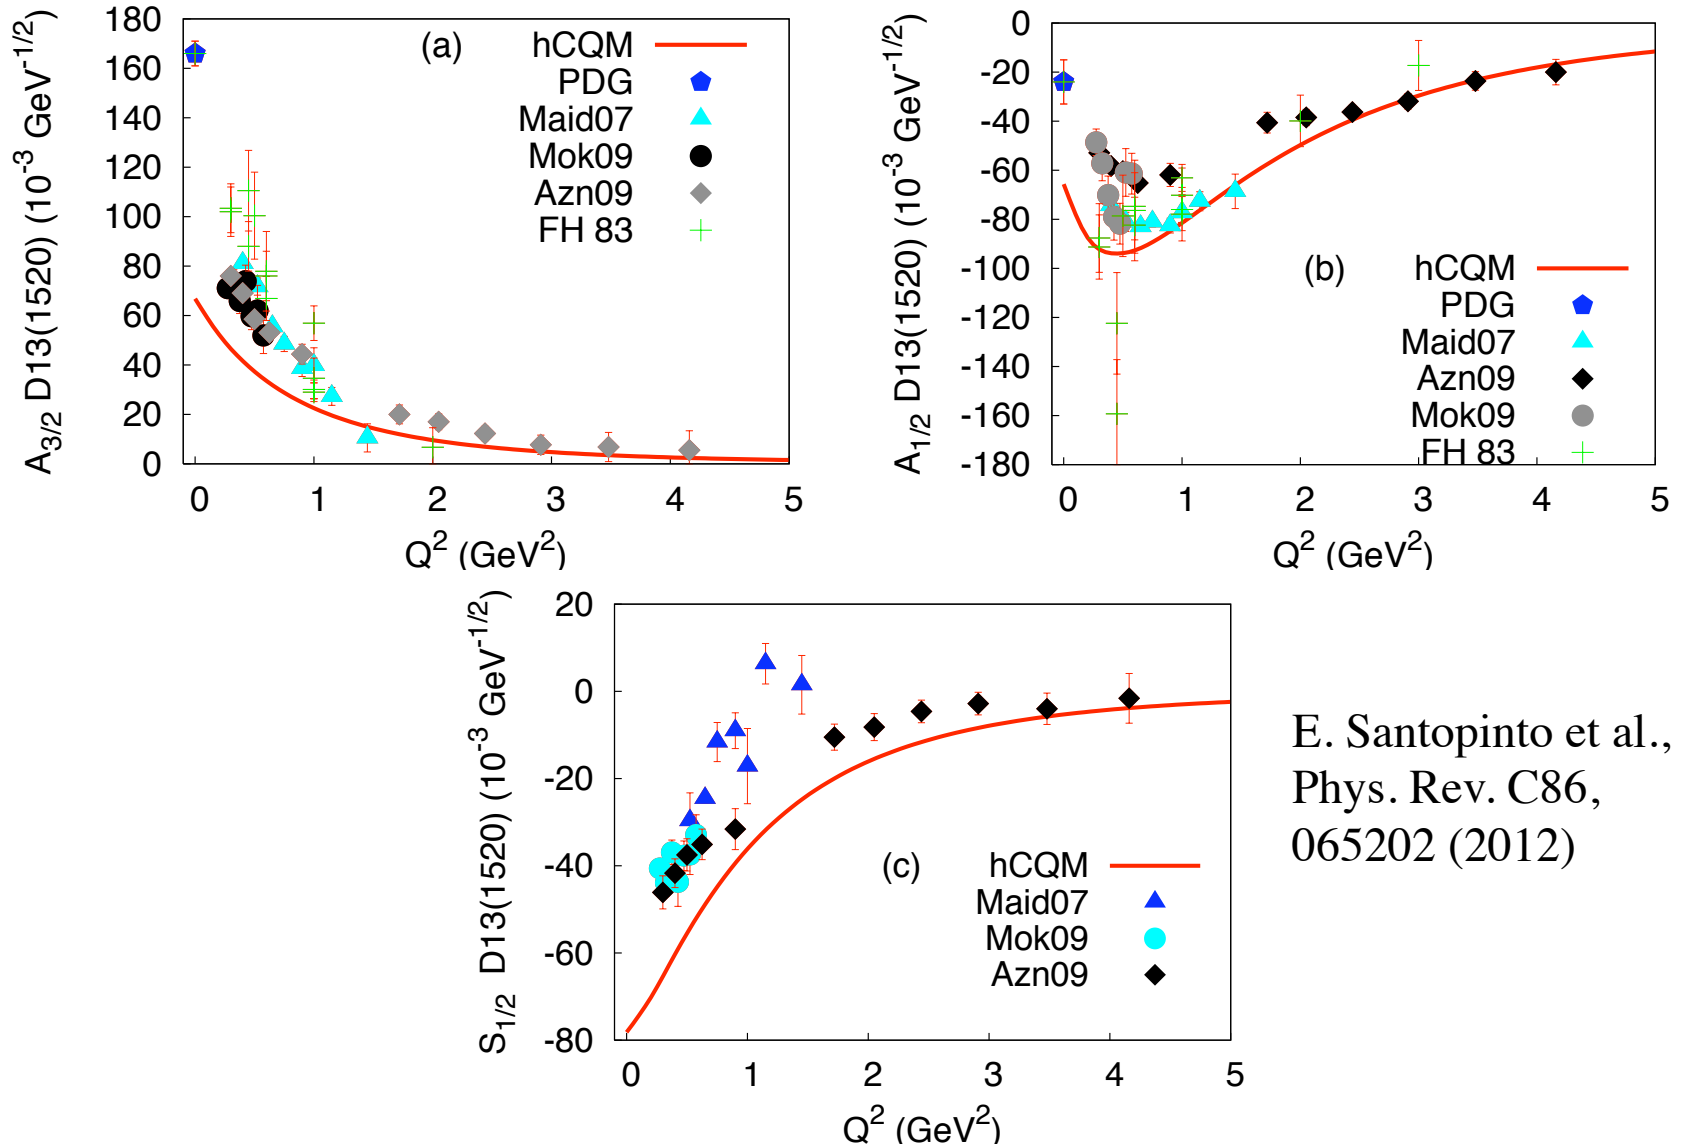 180
160
140
120
100
80
60
40
20
0
A3/2 D13(1520) (10-3 GeV-1/2)
(a)
hCQM
PDG
Maid07
Mok09
Azn09
FH 83
0 1 2 3 4 5
Q2 (GeV2)
0
-20
-40
-60
-80
-100
-120
-140
-160
-180
A1/2 D13(1520) (10-3 GeV-1/2)
(b)
hCQM
PDG
Maid07
Azn09
Mok09
FH 83
0 1 2 3 4 5
Q2 (GeV2)
20
0
-20
-40
-60
-80
S1/2 D13(1520) (10-3 GeV-1/2)
(c)
hCQM
Maid07
Mok09
Azn09
0 1 2 3 4 5
Q2 (GeV2)
E. Santopinto et al.,
Phys. Rev. C86,
065202 (2012)